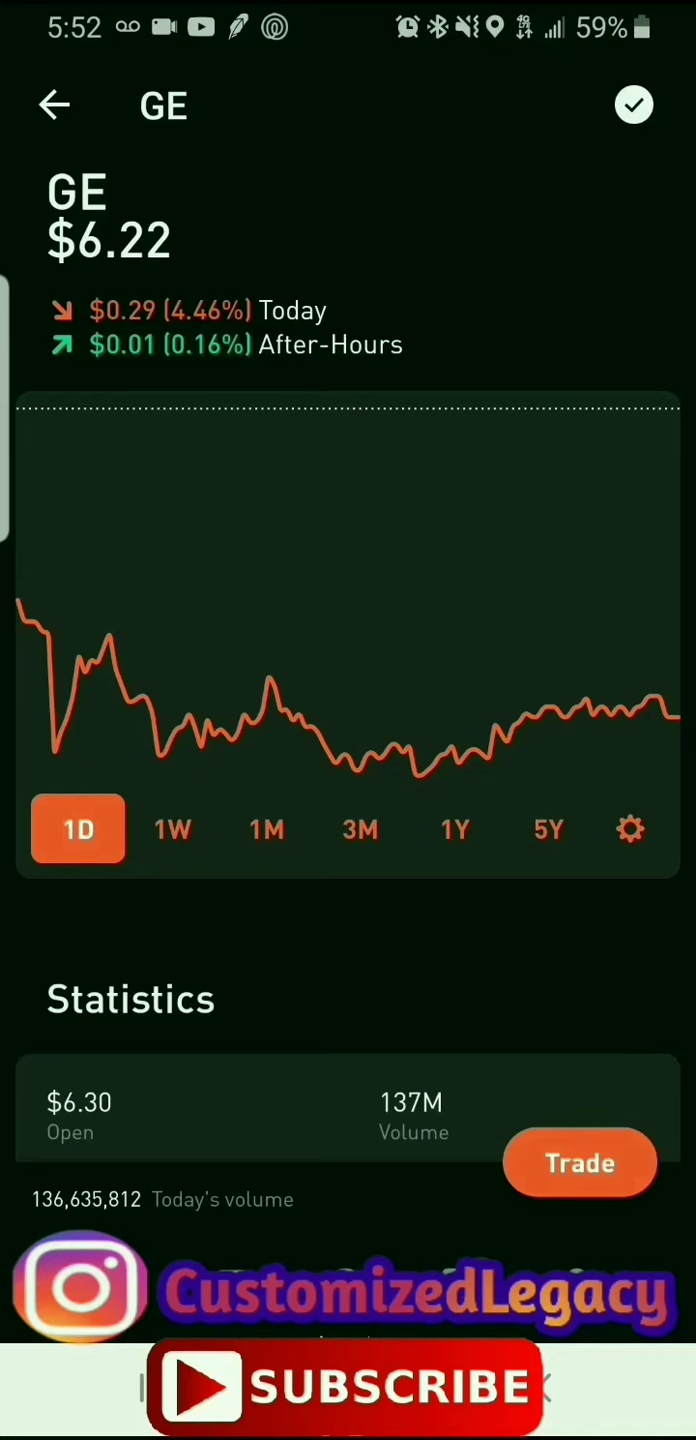 5:52 59%
GE
GE
$6.22
$0.29 (4.46%) Today
$0.01 (0.16%) After-Hours
1D 1W 1M 3M 1Y 5Y
Statistics
$6.30 137M
Open Volume
Trade
136,635,812 Today's volume
CustomizedLegacy
SUBSCRIBE